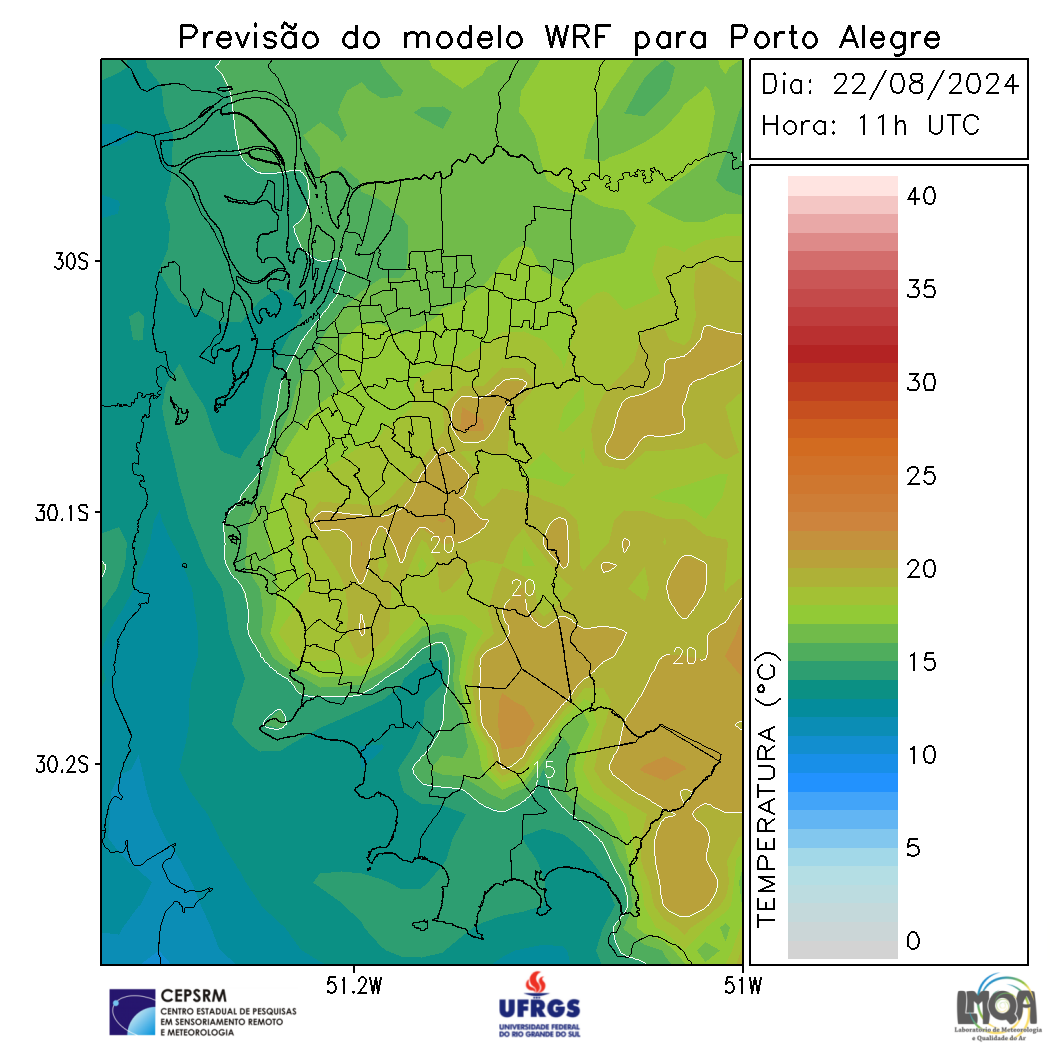 Previsão do modelo WRF para Porto Alegre
Dia: 22/08/2024
Hora: 11h UTC
40
35
30
25
20
15
10
5
0
TEMPERATURA (°C)
30S
30.1S
30.2S
51.2W
51W
20
20
20
15
CEPSRM
CENTRO ESTADUAL DE PESQUISAS
EM SENSORIAMENTO REMOTO
E METEOROLOGIA
UFRGS
UNIVERSIDADE FEDERAL
DO RIO GRANDE DO SUL
LMQA
Laboratório de Meteorologia
e Qualidade do Ar